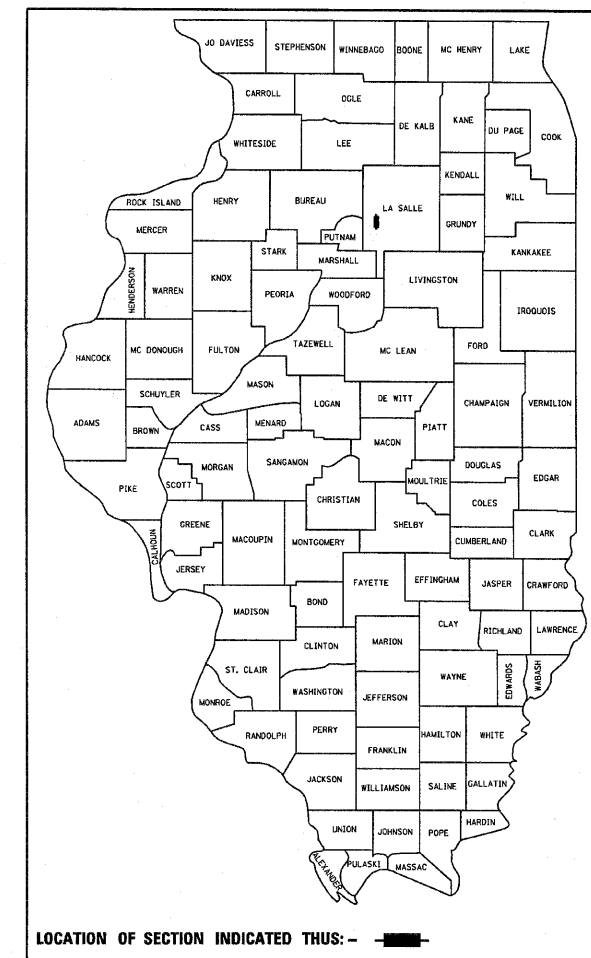 JO DAVIESS STEPHENSON WINNEBAGO BOONE MC HENRY LAKE
CARROLL OGLE DE KALB KANE DU PAGE COOK
WHITESIDE LEE KENDALL WILL
ROCK ISLAND HENRY BUREAU LA SALLE GRUNDY
MERCER PUTNAM KANKAKEE
STARK MARSHALL
HENDERSON WARREN KNOX PEORIA WOODFORD LIVINGSTON IROQUOIS
HANCOCK MC DONOUGH FULTON TAZEWELL MC LEAN FORD
SCHUYLER MASON
ADAMS BROWN CASS MENARD LOGAN DE WITT PIATT CHAMPAIGN VERMILION
MACON
PIKE SCOTT MORGAN SANGAMON CHRISTIAN MOULTRIE DOUGLAS EDGAR
COLES
CALHOUN GREENE MACOUPIN MONTGOMERY SHELBY CUMBERLAND CLARK
JERSEY
FAYETTE EFFINGHAM JASPER CRAWFORD
MADISON BOND
CLAY RICHLAND LAWRENCE
CLINTON MARION
ST. CLAIR WAYNE EDWARDS WABASH
WASHINGTON JEFFERSON
MONROE
RANDOLPH PERRY HAMILTON WHITE
FRANKLIN
JACKSON WILLIAMSON SALINE GALLATIN
UNION JOHNSON POPE HARDIN
ALEXANDER PULASKI MASSAC
LOCATION OF SECTION INDICATED THUS: -